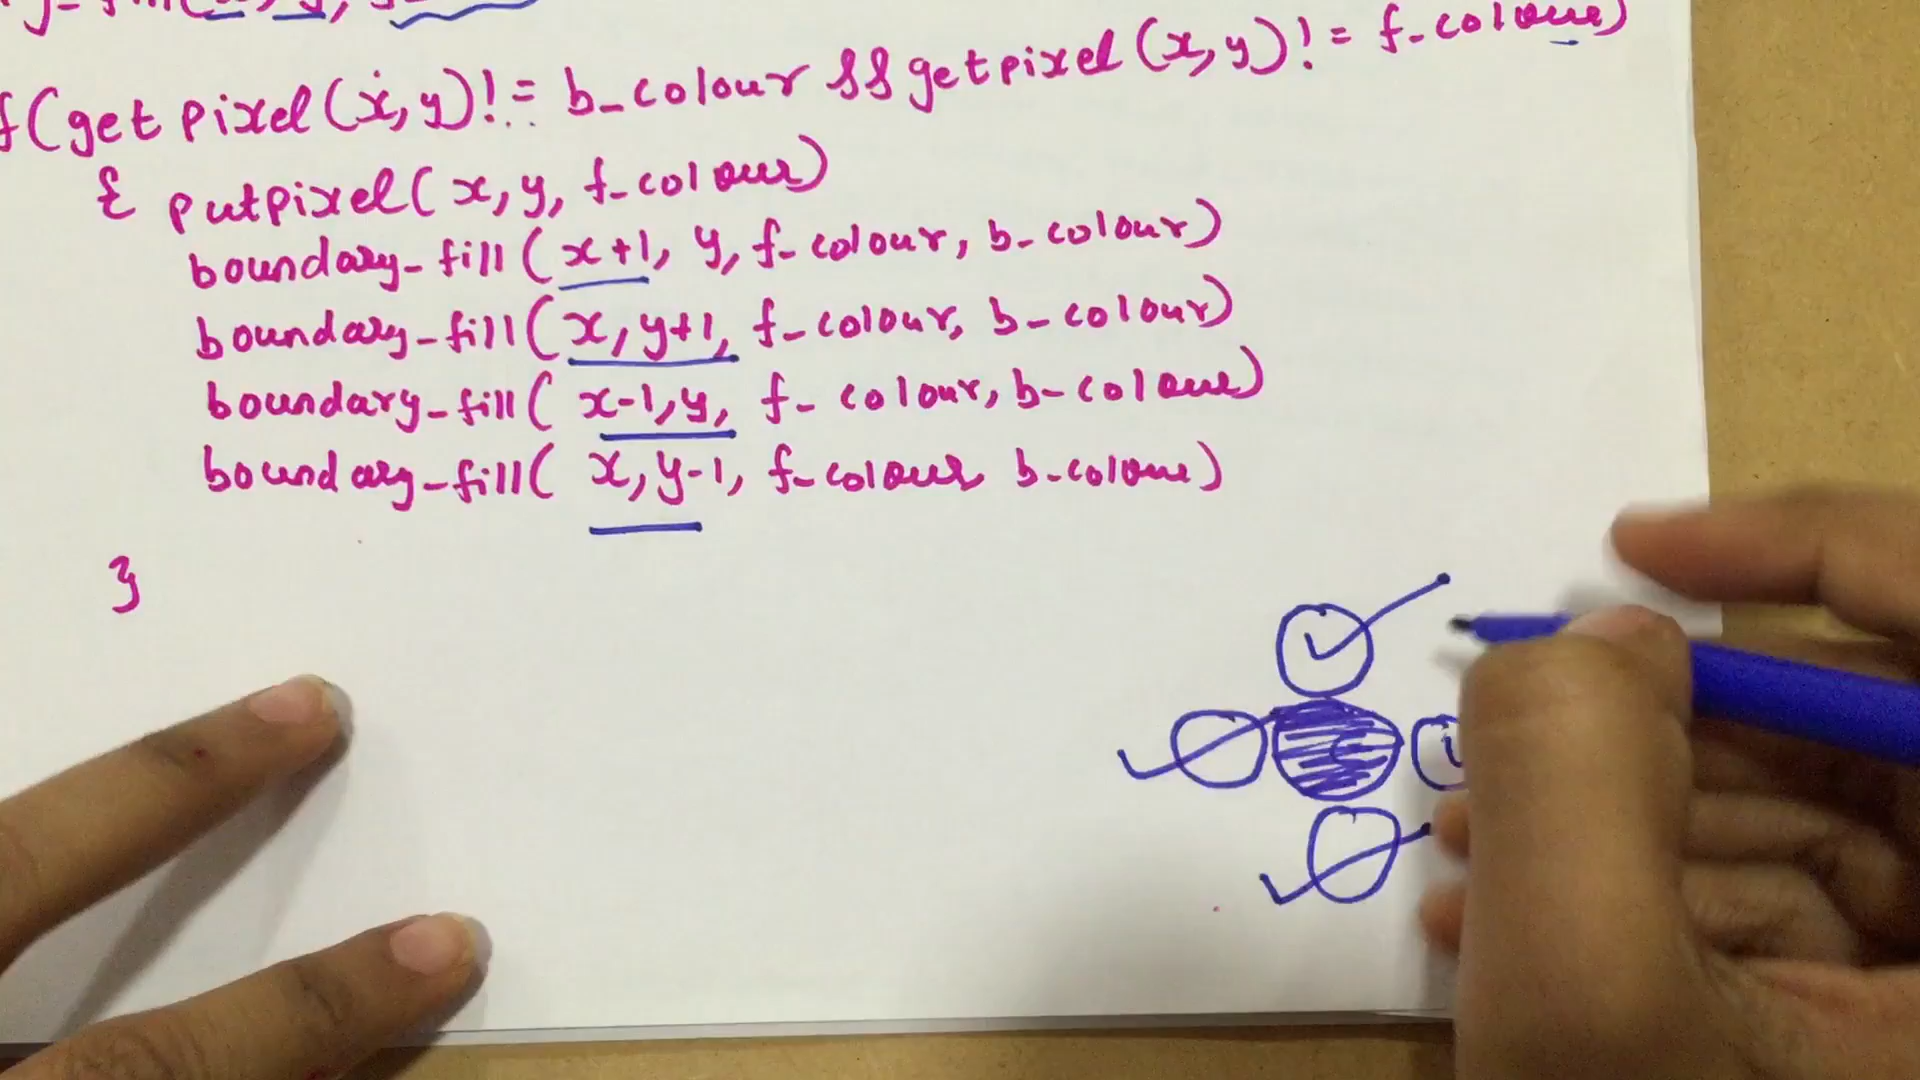 f(getpixel(x,y)!= b_colour && getpixel(x,y)!= f_colour)
{ putpixel(x, y, f_colour)
boundary_fill(x+1, y, f_colour, b_colour)
boundary_fill(x, y+1, f_colour, b_colour)
boundary_fill(x-1, y, f_colour, b_colour)
boundary_fill(x, y-1, f_colour b_colour)
}